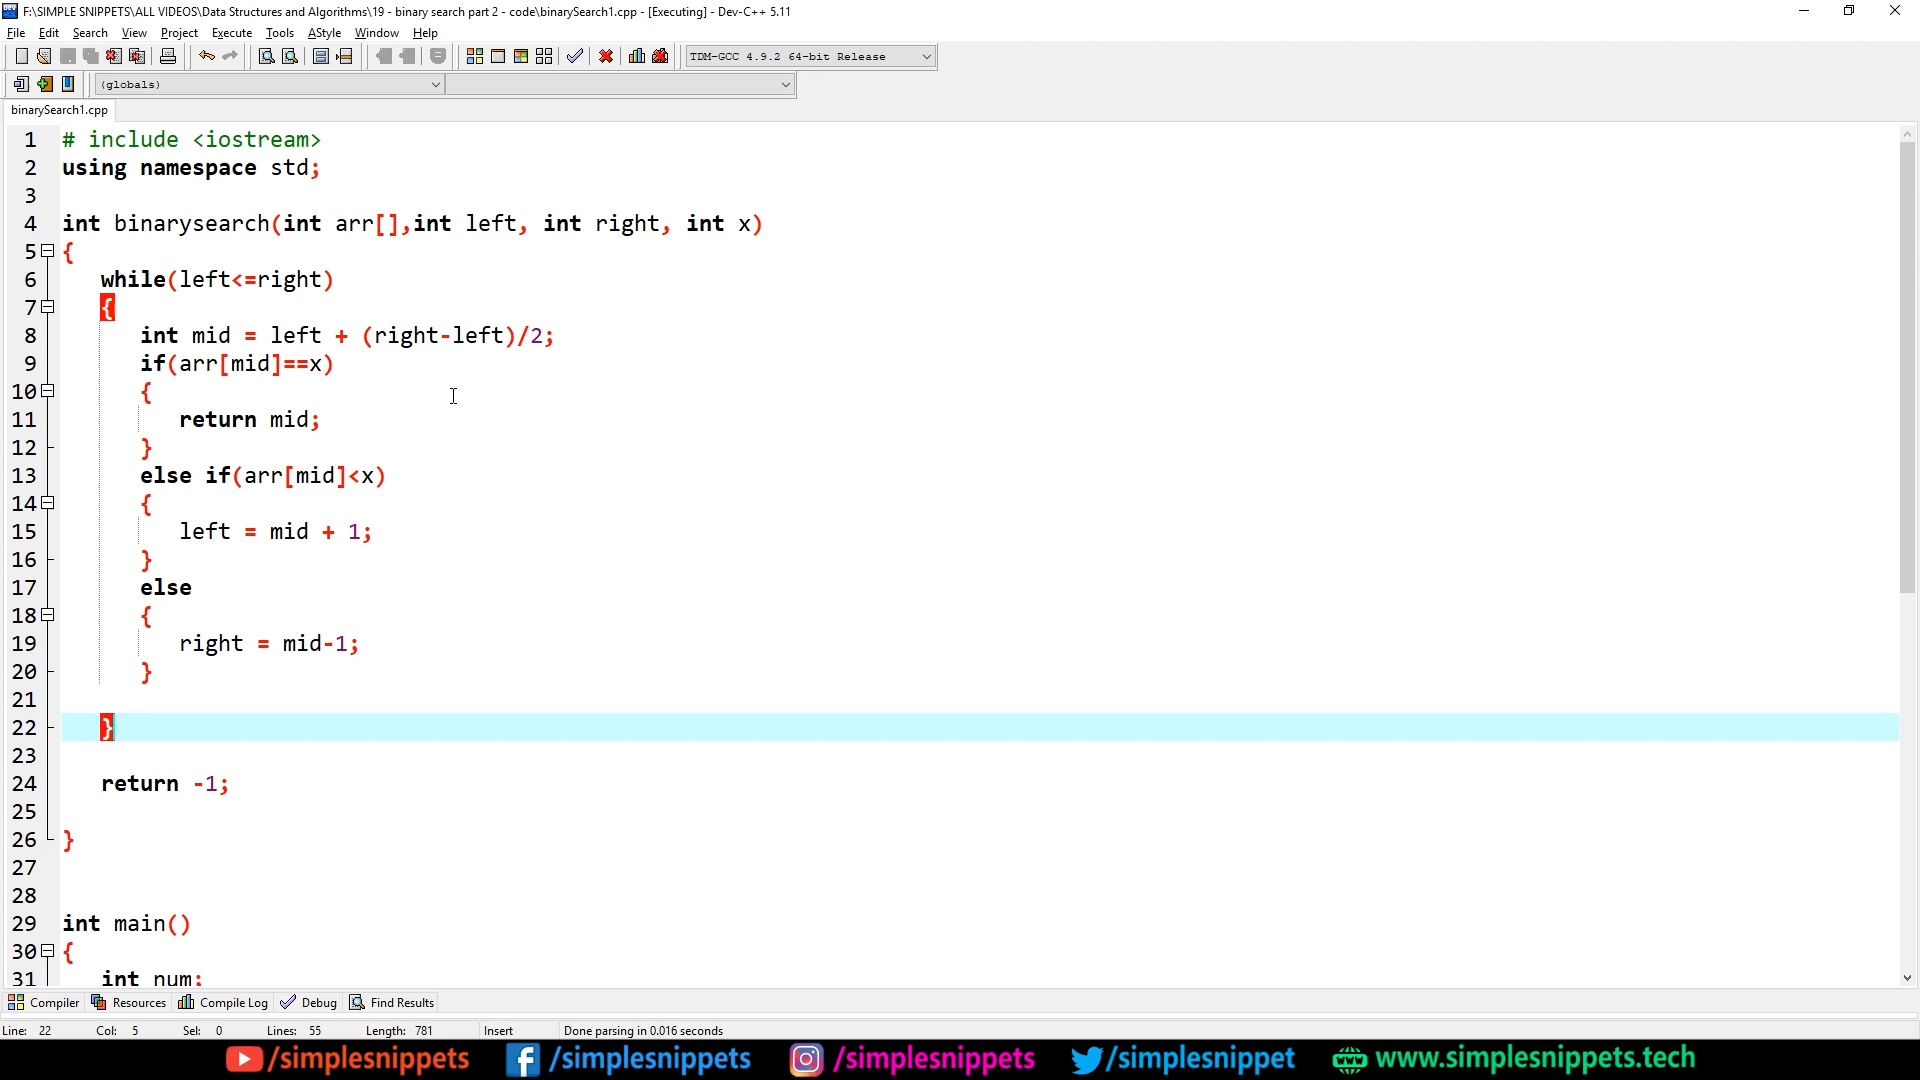 F:\SIMPLE SNIPPETS\ALL VIDEOS\Data Structures and Algorithms\19 - binary search part 2 - code\binarySearch1.cpp - [Executing] - Dev-C++ 5.11
File Edit Search View Project Execute Tools AStyle Window Help
TDM-GCC 4.9.2 64-bit Release
(globals)
binarySearch1.cpp
1 # include <iostream>
2 using namespace std;
3
4 int binarysearch(int arr[],int left, int right, int x)
5 {
6 while(left<=right)
7 {
8 int mid = left + (right-left)/2;
9 if(arr[mid]==x)
10 {
11 return mid;
12 }
13 else if(arr[mid]<x)
14 {
15 left = mid + 1;
16 }
17 else
18 {
19 right = mid-1;
20 }
21
22 }
23
24 return -1;
25
26 }
27
28
29 int main()
30 {
31 int num;
Compiler Resources Compile Log Debug Find Results
Line: 22 Col: 5 Sel: 0 Lines: 55 Length: 781 Insert Done parsing in 0.016 seconds
/simplesnippets /simplesnippets /simplesnippets /simplesnippet www.simplesnippets.tech